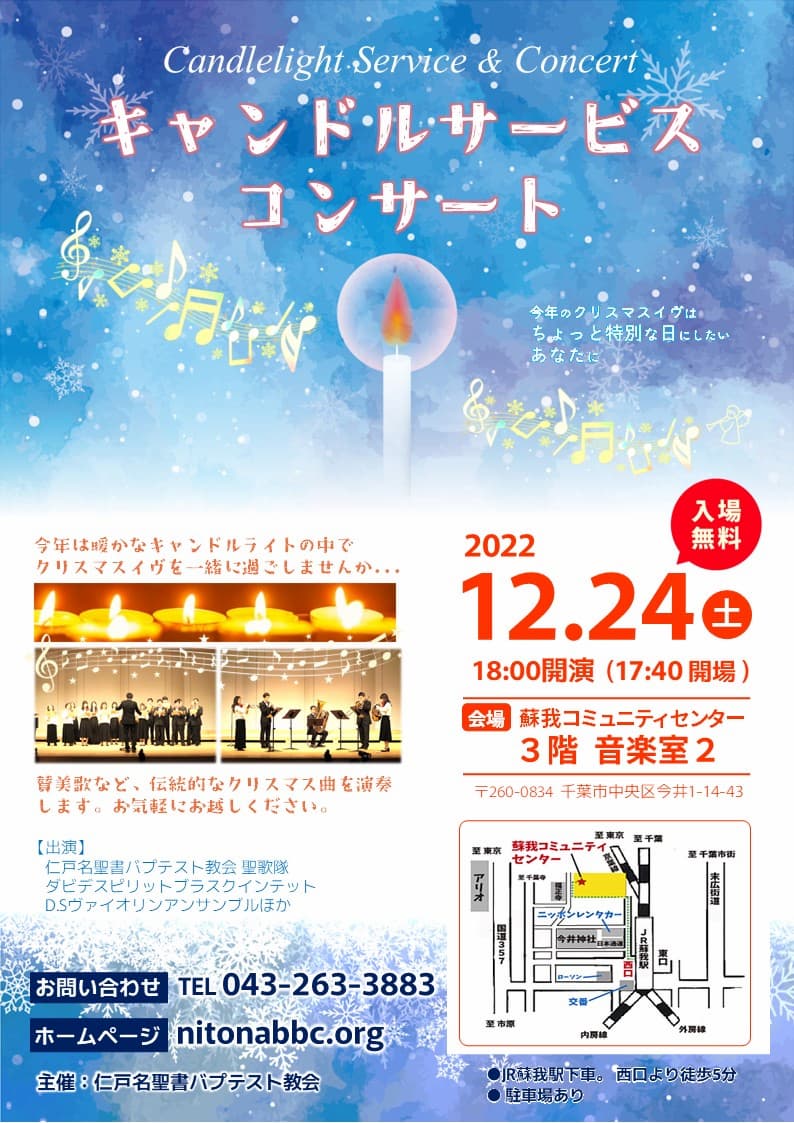 Candlelight Service & Concert
キャンドルサービス
コンサート
今年のクリスマスイヴは
ちょっと特別な日にしたい
あなたに
今年は暖かなキャンドルライトの中で
クリスマスイヴを一緒に過ごしませんか...
賛美歌など、伝統的なクリスマス曲を演奏
します。お気軽にお越しください。
【出演】
仁戸名聖書バプテスト教会 聖歌隊
ダビデスピリットブラスクインテット
D.Sヴァイオリンアンサンブルほか
入場
無料
2022
12.24 土
18:00開演 (17:40 開場)
会場 蘇我コミュニティセンター
3階 音楽室2
〒260-0834 千葉市中央区今井1-14-43
至 東京
至 東京
至 千葉
蘇我コミュニティ
センター
京葉線
至 千葉市街
至 千葉寺
アリオ
福正寺
末広街道
ニッポンレンタカー
国道357
今井神社
日本通運
JR蘇我駅
東口
西口
ローソン
交番
至 市原
内房線
外房線
●JR蘇我駅下車。 西口より徒歩5分
● 駐車場あり
お問い合わせ TEL 043-263-3883
ホームページ nitonabbc.org
主催：仁戸名聖書バプテスト教会